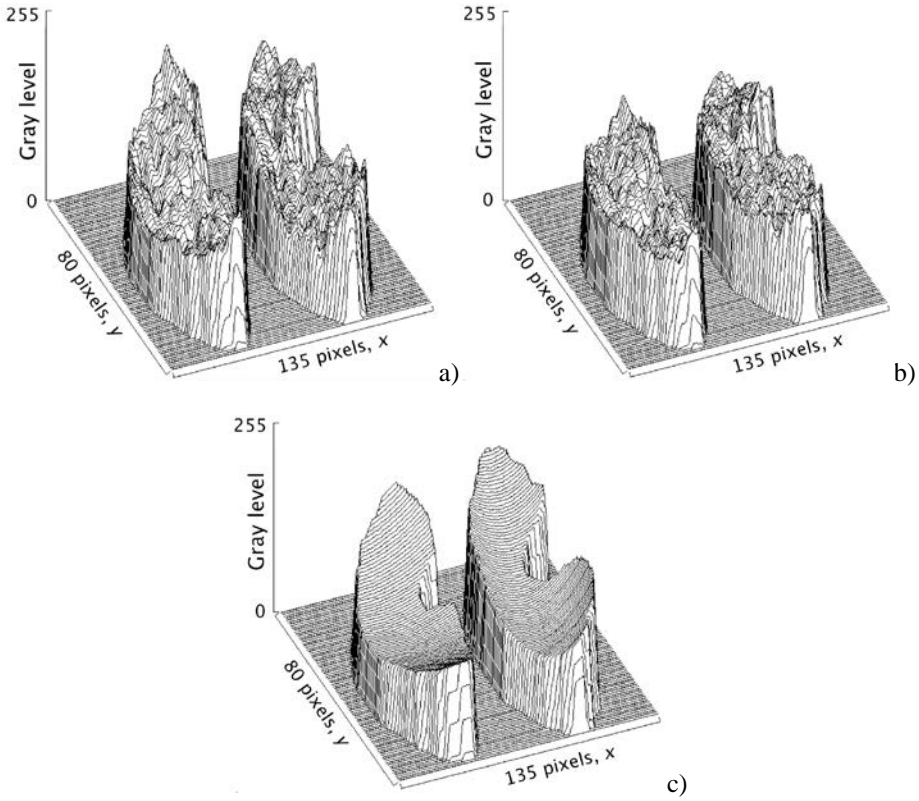 255
Gray level
0
80 pixels, y
135 pixels, x
a)
255
Gray level
0
80 pixels, y
135 pixels, x
b)
255
Gray level
0
80 pixels, y
135 pixels, x
c)